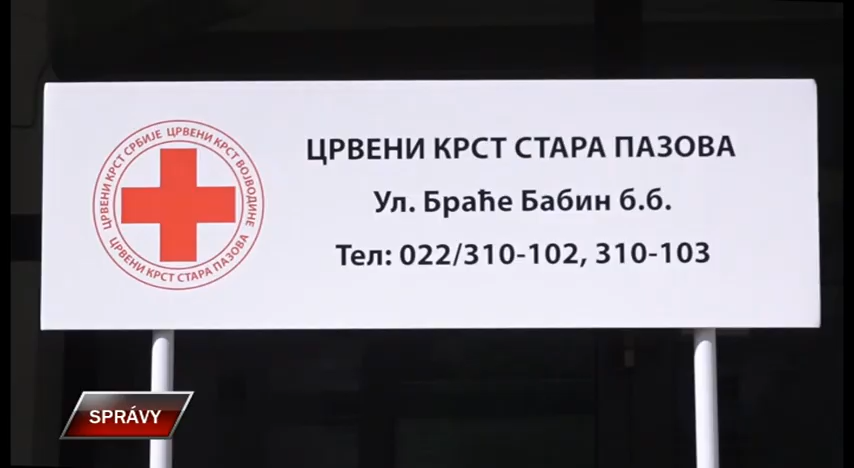 ЦРВЕНИ КРСТ СРБИЈЕ ЦРВЕНИ КРСТ ВОЈВОДИНЕ
ЦРВЕНИ КРСТ СТАРА ПАЗОВА
ЦРВЕНИ КРСТ СТАРА ПАЗОВА
Ул. Браће Бабин б.б.
Тел: 022/310-102, 310-103
SPRÁVY